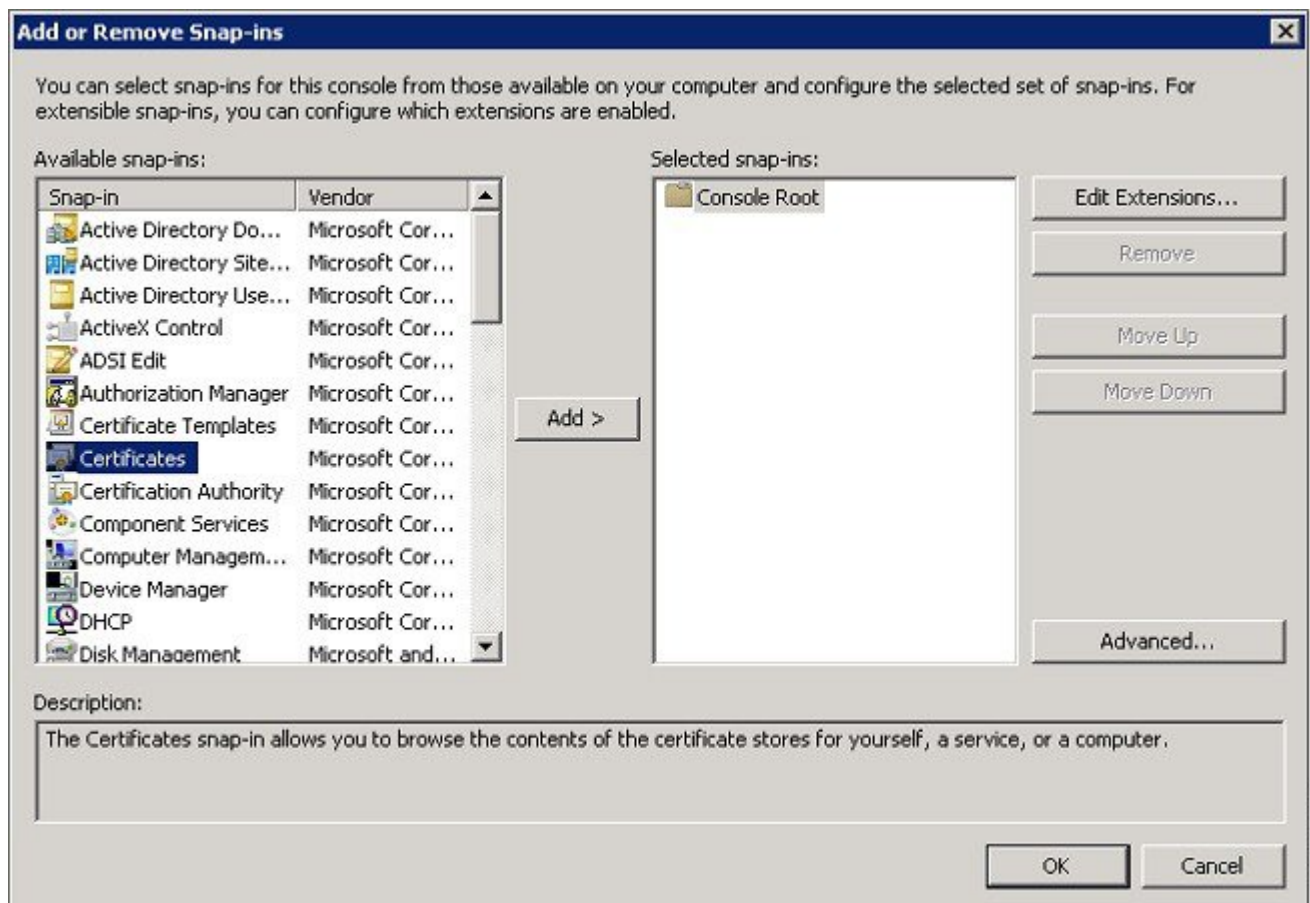 Add or Remove Snap-ins
You can select snap-ins for this console from those available on your computer and configure the selected set of snap-ins. For
extensible snap-ins, you can configure which extensions are enabled.
Available snap-ins:
Snap-in Vendor
Active Directory Do... Microsoft Cor...
Active Directory Site... Microsoft Cor...
Active Directory Use... Microsoft Cor...
ActiveX Control Microsoft Cor...
ADSI Edit Microsoft Cor...
Authorization Manager Microsoft Cor...
Certificate Templates Microsoft Cor...
Certificates Microsoft Cor...
Certification Authority Microsoft Cor...
Component Services Microsoft Cor...
Computer Managem... Microsoft Cor...
Device Manager Microsoft Cor...
DHCP Microsoft Cor...
Disk Management Microsoft and...
Add >
Selected snap-ins:
Console Root
Edit Extensions...
Remove
Move Up
Move Down
Advanced...
Description:
The Certificates snap-in allows you to browse the contents of the certificate stores for yourself, a service, or a computer.
OK Cancel